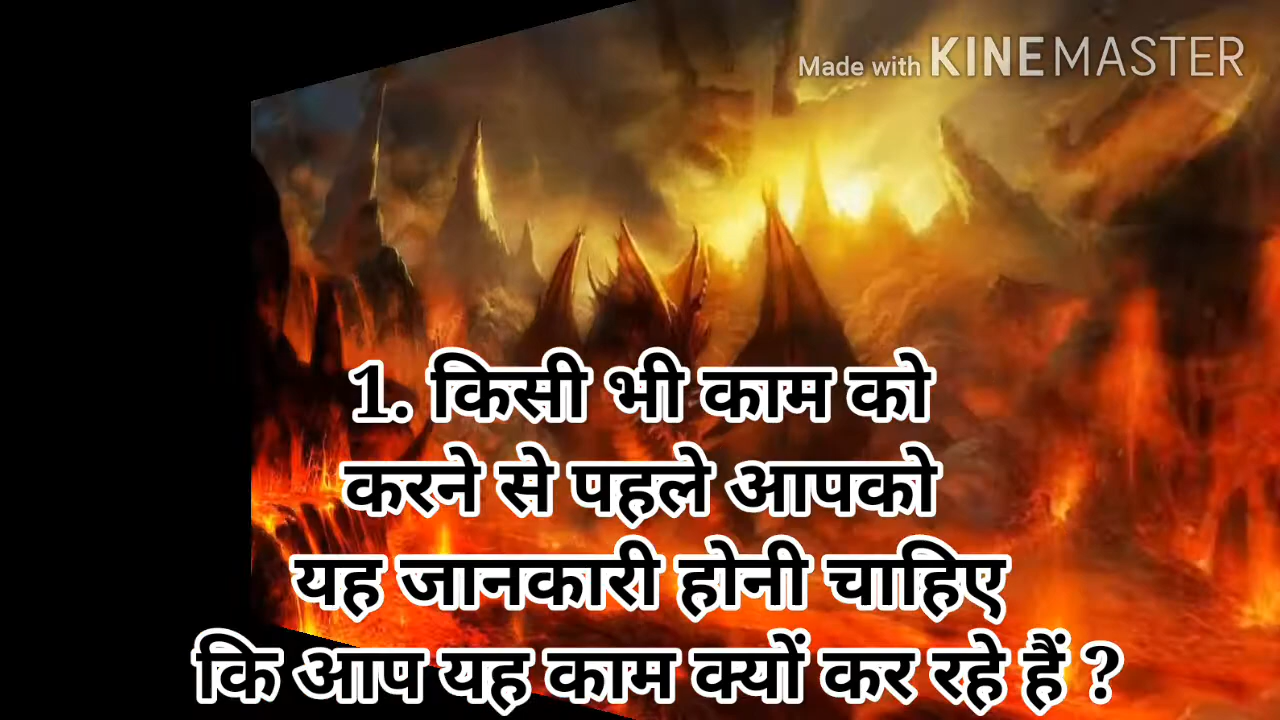 Made with KINEMASTER
1. किसी भी काम को
करने से पहले आपको
यह जानकारी होनी चाहिए
कि आप यह काम क्यों कर रहे हैं ?